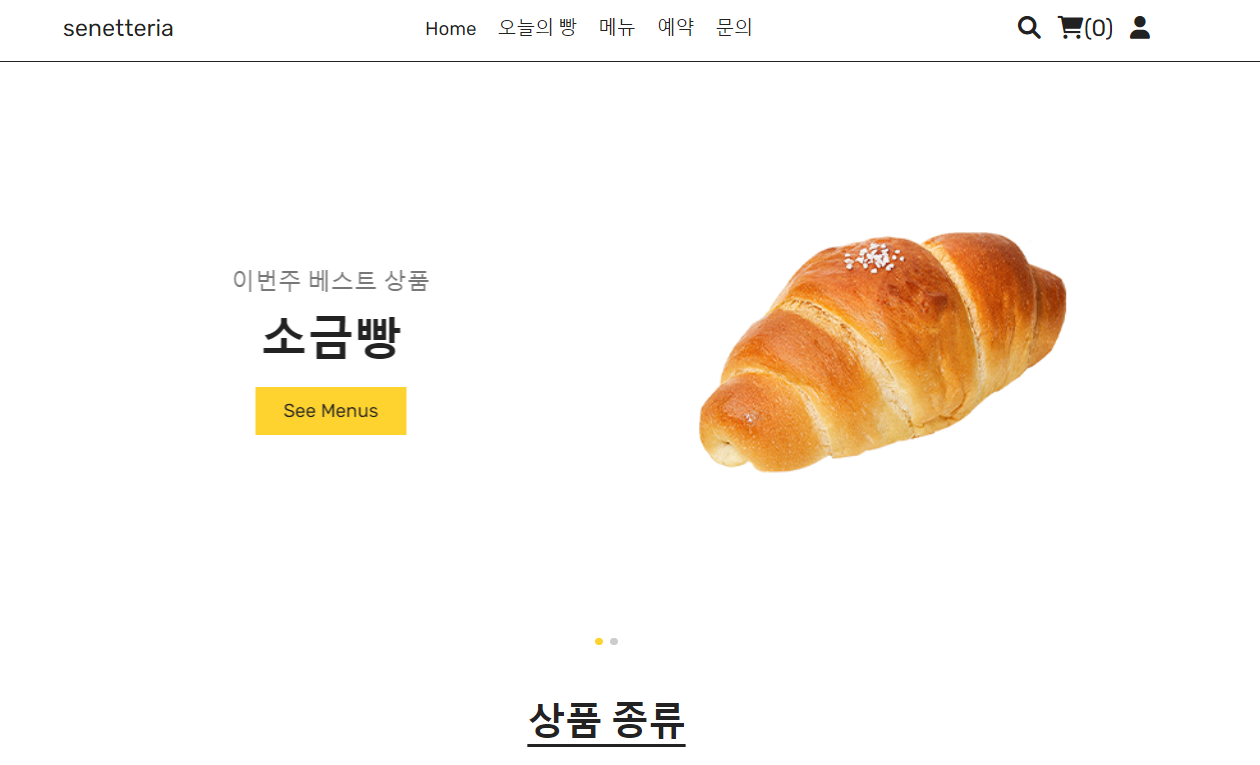 senetteria
Home 오늘의 빵 메뉴 예약 문의
(0)
이번주 베스트 상품
소금빵
See Menus
상품 종류